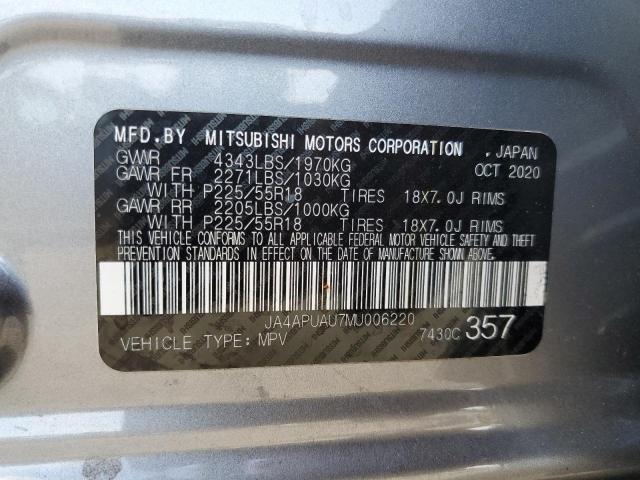 MFD.BY MITSUBISHI MOTORS CORPORATION , JAPAN
GVWR 4343LBS/1970KG OCT 2020
GAWR FR 2271LBS/1030KG
WITH P225/55R18 TIRES 18X7.0J RIMS
GAWR RR 2205LBS/1000KG
WITH P225/55R18 TIRES 18X7.0J RIMS
THIS VEHICLE CONFORMS TO ALL APPLICABLE FEDERAL MOTOR VEHICLE SAFETY AND THEFT
PREVENTION STANDARDS IN EFFECT ON THE DATE OF MANUFACTURE SHOWN ABOVE.
JA4APUAU7MU006220
VEHICLE TYPE: MPV 7430C 357